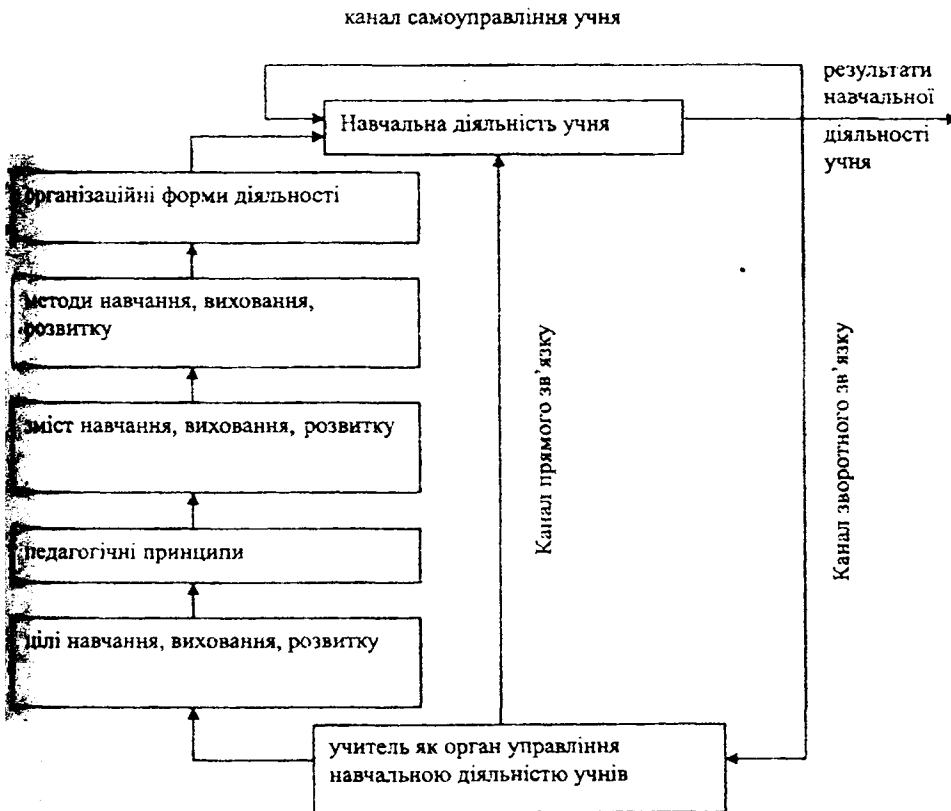 канал самоуправління учня
результати
навчальної
діяльності
учня
Навчальна діяльність учня
організаційні форми діяльності
методи навчання, виховання,
розвитку
зміст навчання, виховання, розвитку
педагогічні принципи
цілі навчання, виховання, розвитку
Канал прямого зв'язку
Канал зворотного зв'язку
учитель як орган управління
навчальною діяльністю учнів